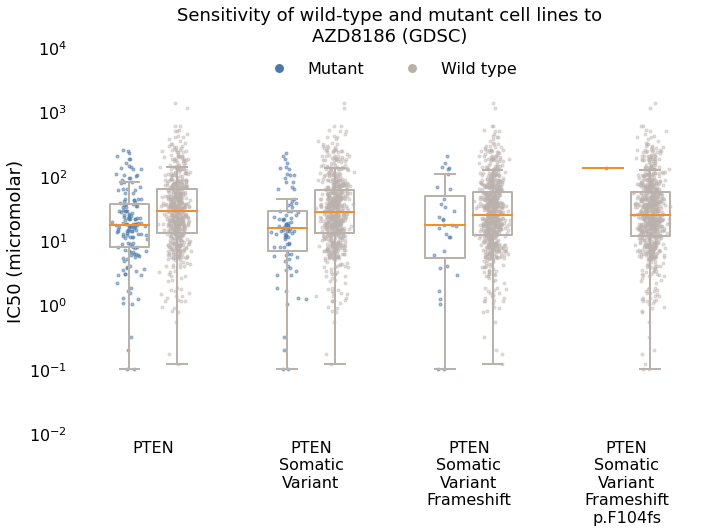 Sensitivity of wild-type and mutant cell lines to
AZD8186 (GDSC)
Mutant
Wild type
IC50 (micromolar)
10⁴
10³
10²
10¹
10⁰
10⁻¹
10⁻²
PTEN
PTEN
Somatic
Variant
PTEN
Somatic
Variant
Frameshift
PTEN
Somatic
Variant
Frameshift
p.F104fs